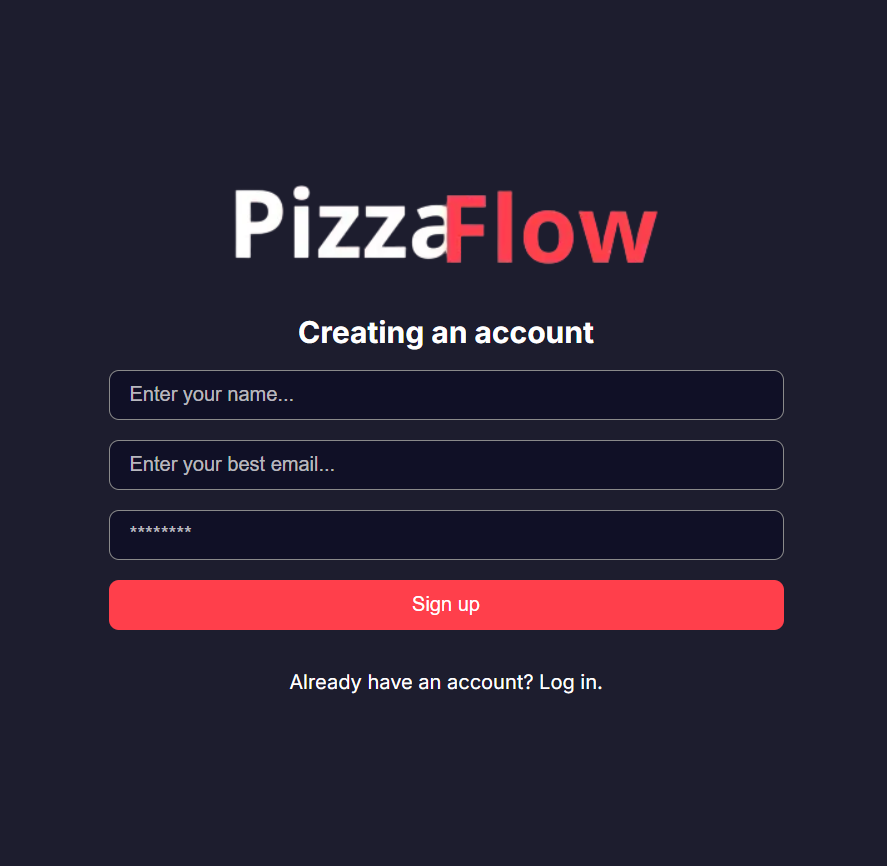 PizzaFlow
Creating an account
Enter your name...
Enter your best email...
********
Sign up
Already have an account? Log in.